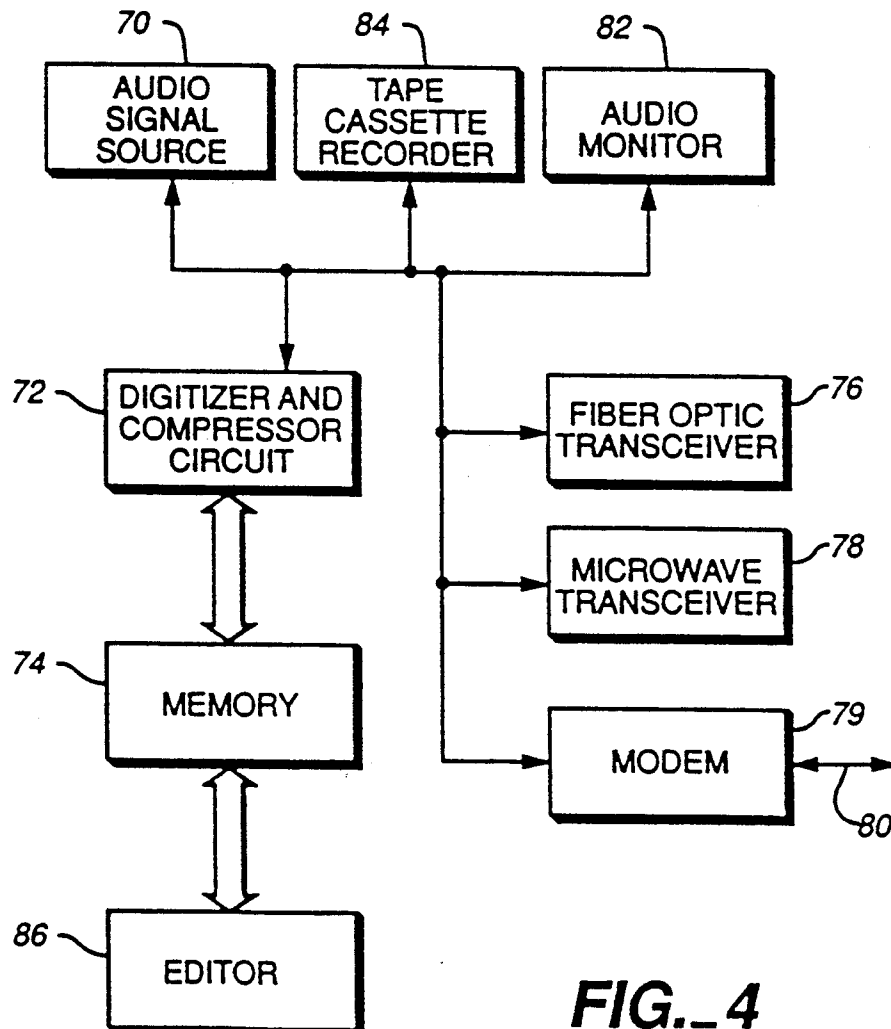 70
84
82
AUDIO
SIGNAL
SOURCE
TAPE
CASSETTE
RECORDER
AUDIO
MONITOR
72
DIGITIZER AND
COMPRESSOR
CIRCUIT
76
FIBER OPTIC
TRANSCEIVER
78
MICROWAVE
TRANSCEIVER
74
MEMORY
79
MODEM
80
86
EDITOR
FIG._4